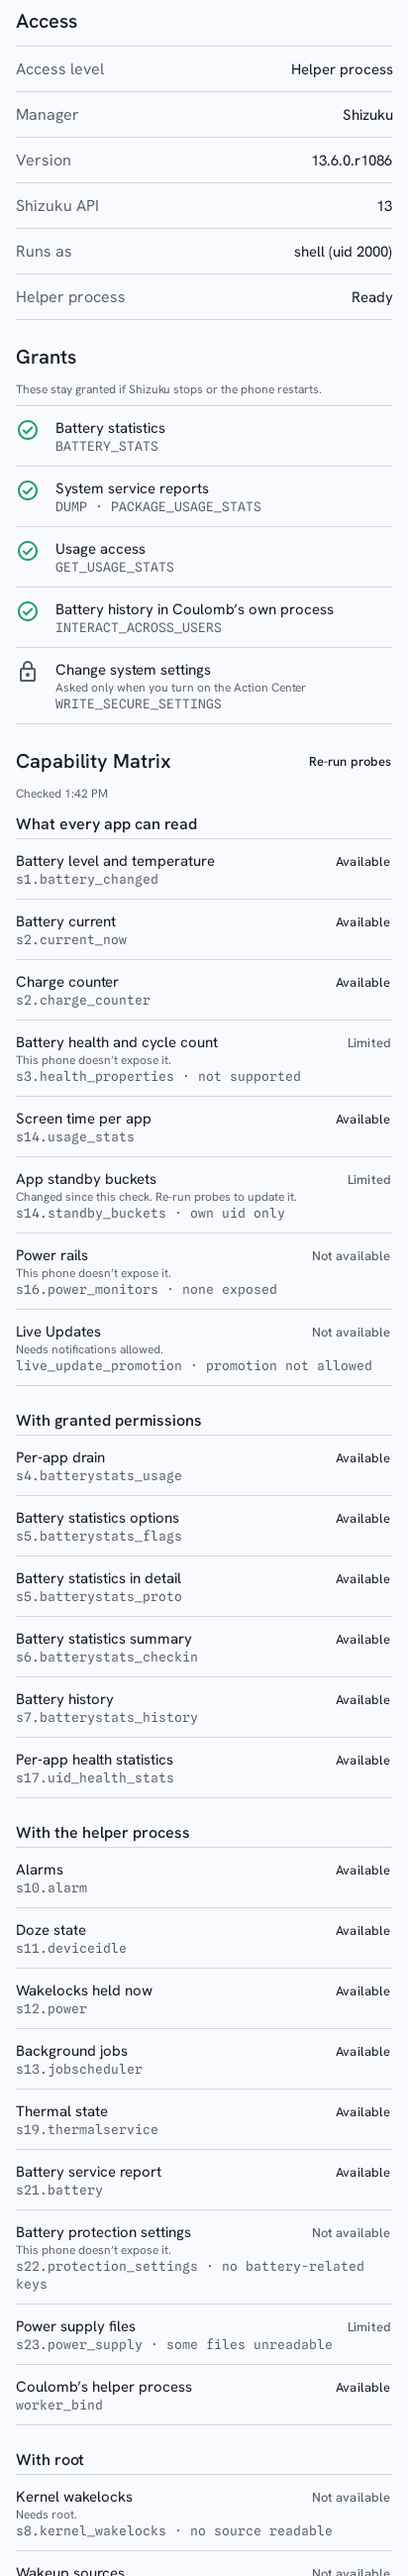 Access
Access level Helper process
Manager Shizuku
Version 13.6.0.r1086
Shizuku API 13
Runs as shell (uid 2000)
Helper process Ready
Grants
These stay granted if Shizuku stops or the phone restarts.
Battery statistics
BATTERY_STATS
System service reports
DUMP · PACKAGE_USAGE_STATS
Usage access
GET_USAGE_STATS
Battery history in Coulomb’s own process
INTERACT_ACROSS_USERS
Change system settings
Asked only when you turn on the Action Center
WRITE_SECURE_SETTINGS
Capability Matrix Re-run probes
Checked 1:42 PM
What every app can read
Battery level and temperature Available
s1.battery_changed
Battery current Available
s2.current_now
Charge counter Available
s2.charge_counter
Battery health and cycle count Limited
This phone doesn’t expose it.
s3.health_properties · not supported
Screen time per app Available
s14.usage_stats
App standby buckets Limited
Changed since this check. Re-run probes to update it.
s14.standby_buckets · own uid only
Power rails Not available
This phone doesn’t expose it.
s16.power_monitors · none exposed
Live Updates Not available
Needs notifications allowed.
live_update_promotion · promotion not allowed
With granted permissions
Per-app drain Available
s4.batterystats_usage
Battery statistics options Available
s5.batterystats_flags
Battery statistics in detail Available
s5.batterystats_proto
Battery statistics summary Available
s6.batterystats_checkin
Battery history Available
s7.batterystats_history
Per-app health statistics Available
s17.uid_health_stats
With the helper process
Alarms Available
s10.alarm
Doze state Available
s11.deviceidle
Wakelocks held now Available
s12.power
Background jobs Available
s13.jobscheduler
Thermal state Available
s19.thermalservice
Battery service report Available
s21.battery
Battery protection settings Not available
This phone doesn’t expose it.
s22.protection_settings · no battery-related
keys
Power supply files Limited
s23.power_supply · some files unreadable
Coulomb’s helper process Available
worker_bind
With root
Kernel wakelocks Not available
Needs root.
s8.kernel_wakelocks · no source readable
Wakeup sources Not available